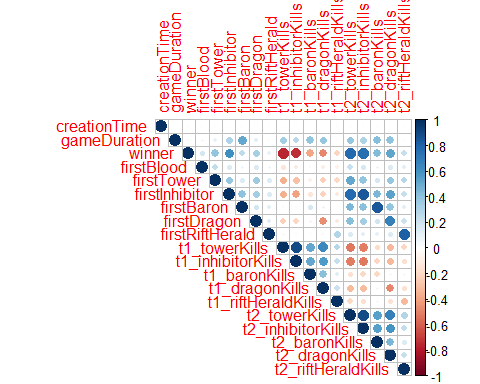 creationTime
gameDuration
winner
firstBlood
firstTower
firstInhibitor
firstBaron
firstDragon
firstRiftHerald
t1_towerKills
t1_inhibitorKills
t1_baronKills
t1_dragonKills
t1_riftHeraldKills
t2_towerKills
t2_inhibitorKills
t2_baronKills
t2_dragonKills
t2_riftHeraldKills
creationTime
gameDuration
winner
firstBlood
firstTower
firstInhibitor
firstBaron
firstDragon
firstRiftHerald
t1_towerKills
t1_inhibitorKills
t1_baronKills
t1_dragonKills
t1_riftHeraldKills
t2_towerKills
t2_inhibitorKills
t2_baronKills
t2_dragonKills
t2_riftHeraldKills
1
0.8
0.6
0.4
0.2
0
-0.2
-0.4
-0.6
-0.8
-1